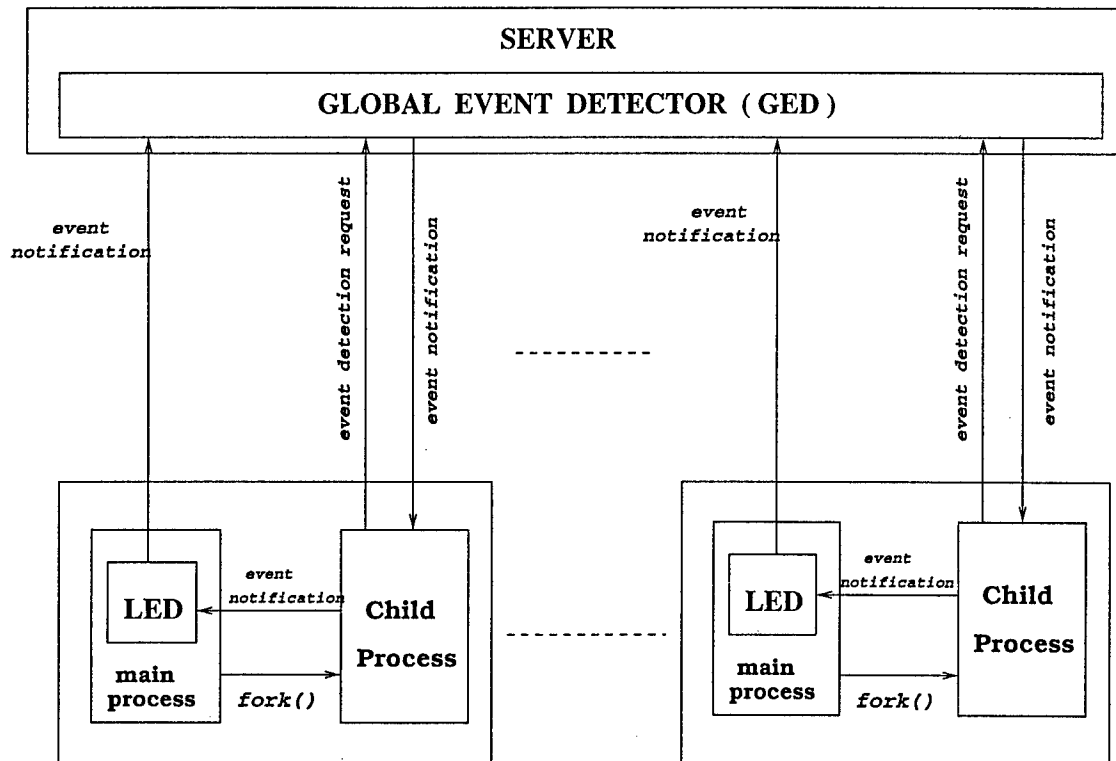 SERVER
GLOBAL EVENT DETECTOR ( GED )
event
notification
event detection request
event notification
event
notification
event detection request
event notification
LED
main
process
event
notification
fork()
Child
Process
LED
main
process
event
notification
fork()
Child
Process